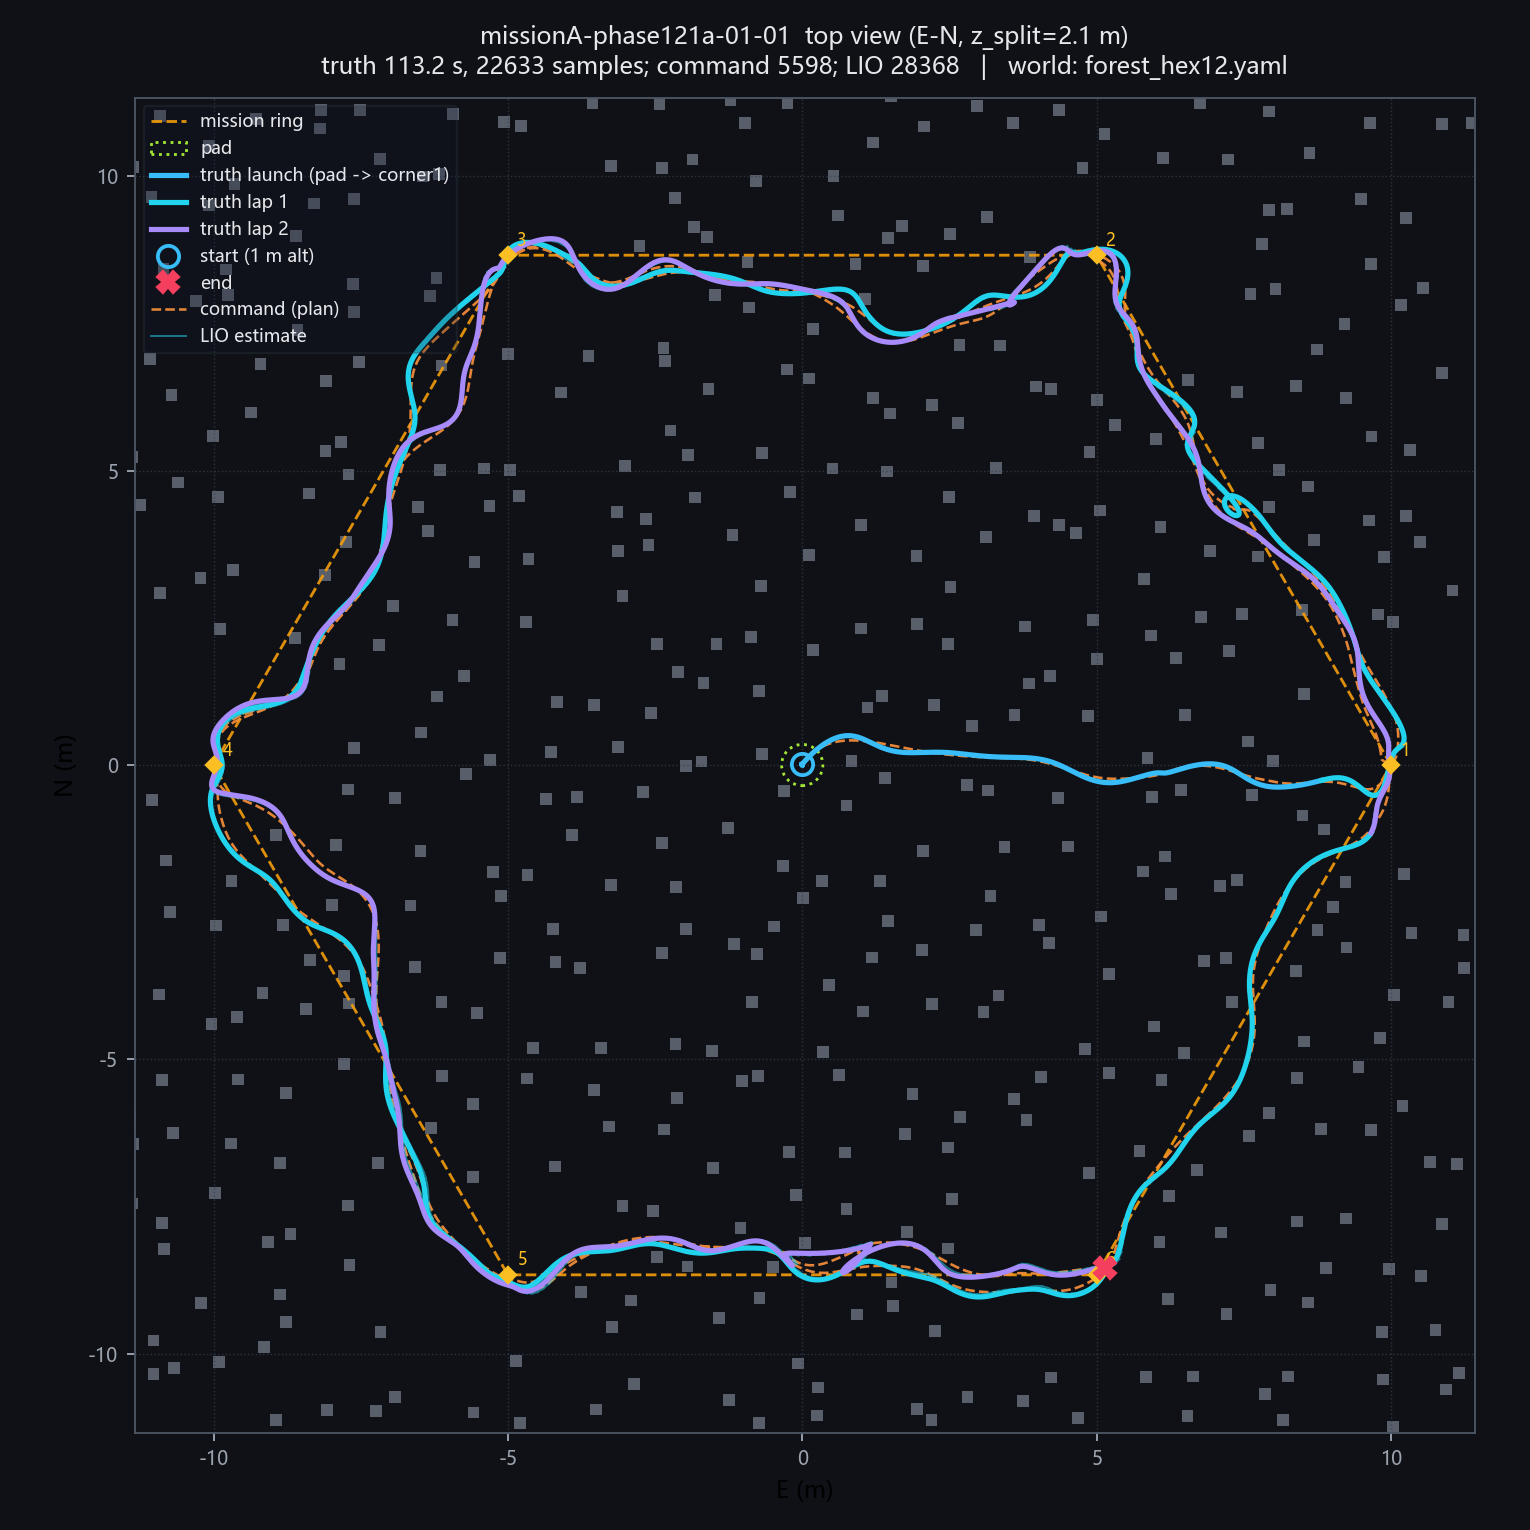 missionA-phase121a-01-01  top view (E-N, z_split=2.1 m)
truth 113.2 s, 22633 samples; command 5598; LIO 28368   |   world: forest_hex12.yaml
mission ring
pad
truth launch (pad -> corner1)
truth lap 1
truth lap 2
start (1 m alt)
end
command (plan)
LIO estimate
3
2
4
1
5
10
5
0
-5
-10
N (m)
-10
-5
0
5
10
E (m)